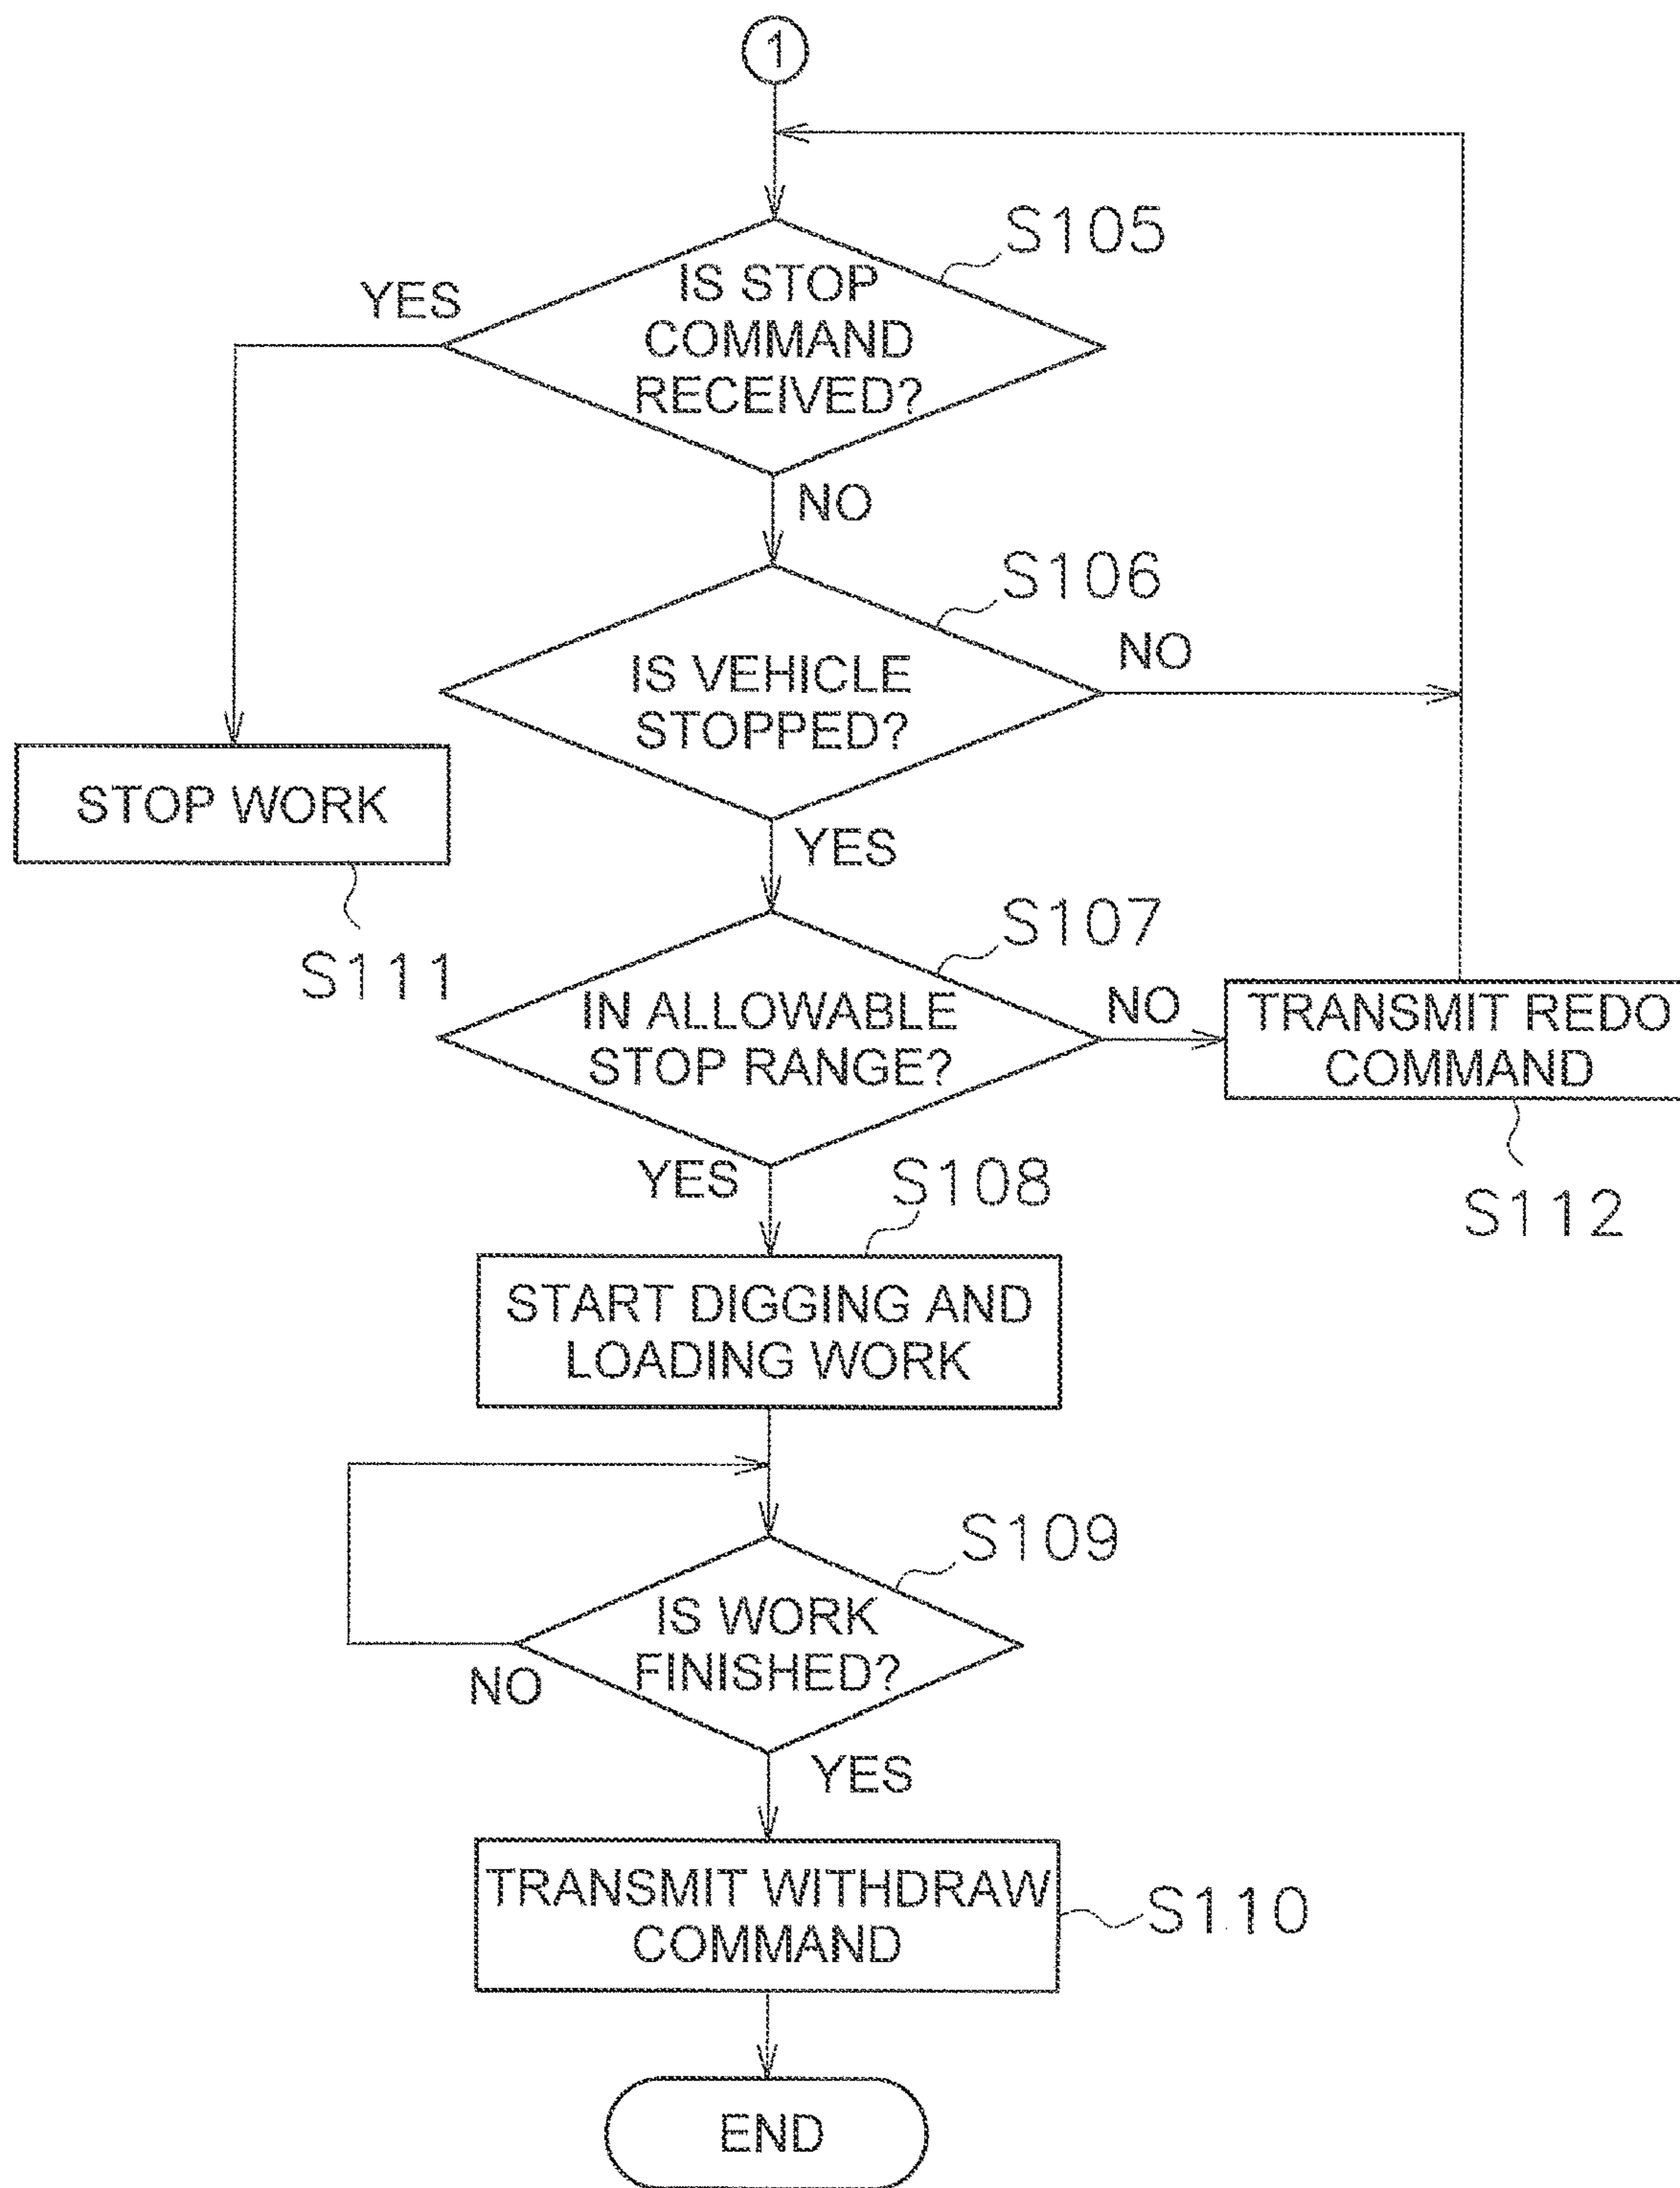 1
S105
YES
IS STOP
COMMAND
RECEIVED?
NO
S106
NO
IS VEHICLE
STOPPED?
STOP WORK
YES
S111
S107
IN ALLOWABLE
STOP RANGE?
NO
TRANSMIT REDO
COMMAND
YES
S108
S112
START DIGGING AND
LOADING WORK
S109
IS WORK
FINISHED?
NO
YES
TRANSMIT WITHDRAW
COMMAND
S110
END